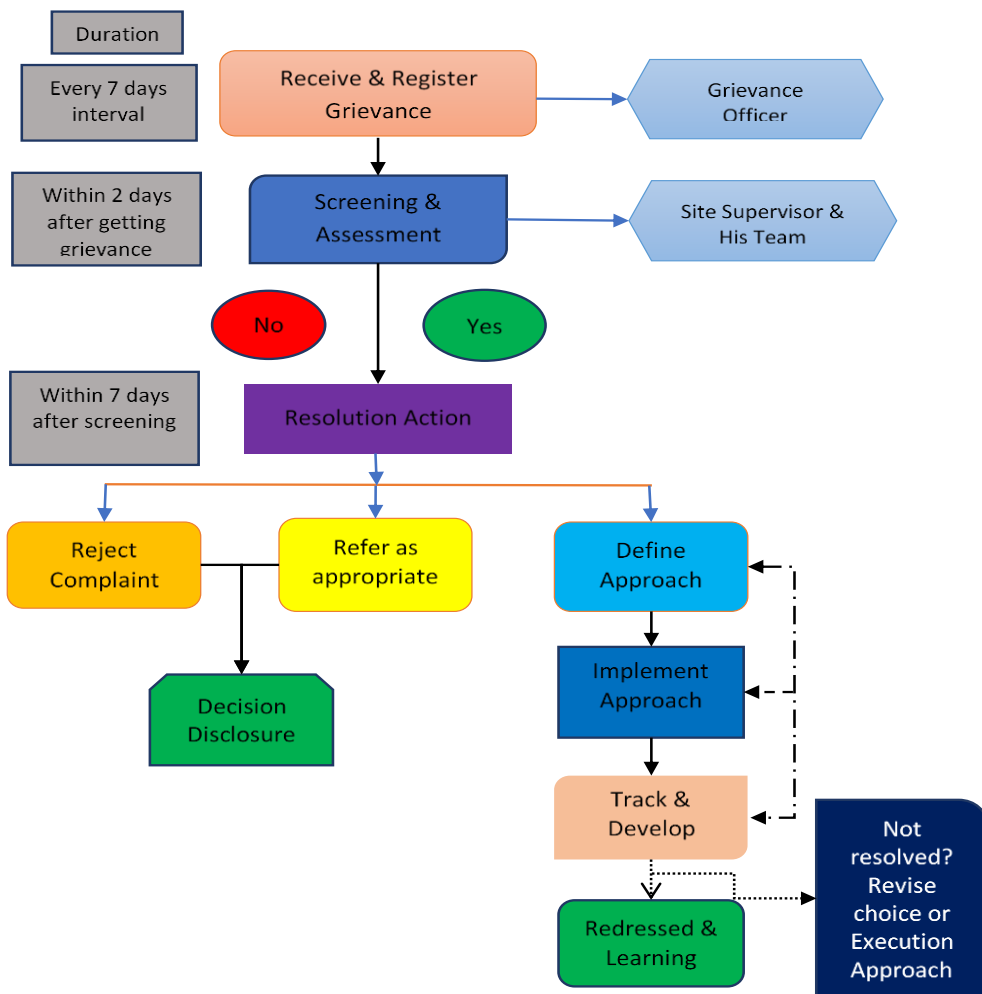 Duration
Every 7 days
interval
Receive & Register
Grievance
Grievance
Officer
Within 2 days
after getting
grievance
Screening &
Assessment
Site Supervisor &
His Team
No
Yes
Within 7 days
after screening
Resolution Action
Reject
Complaint
Refer as
appropriate
Define
Approach
Decision
Disclosure
Implement
Approach
Track &
Develop
Not
resolved?
Revise
choice or
Execution
Approach
Redressed &
Learning